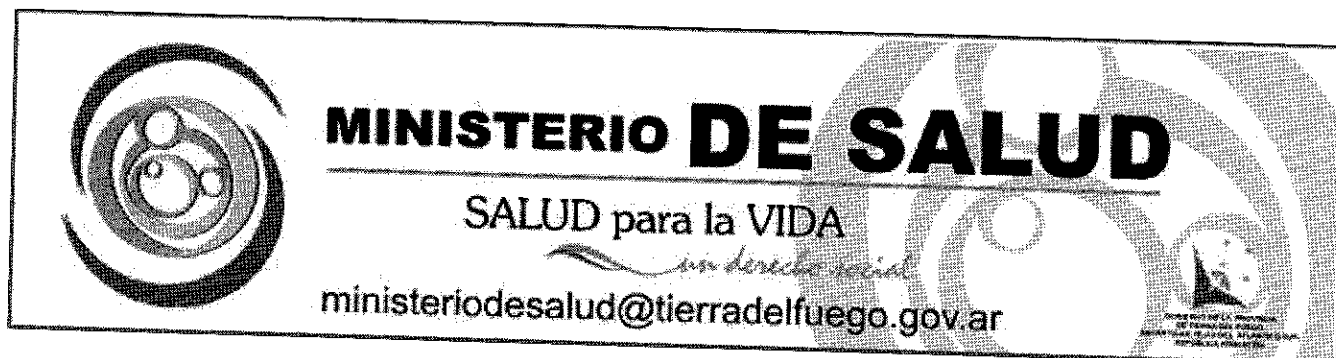 MINISTERIO DE SALUD
SALUD para la VIDA
un derecho social
ministeriodesalud@tierradelfuego.gov.ar